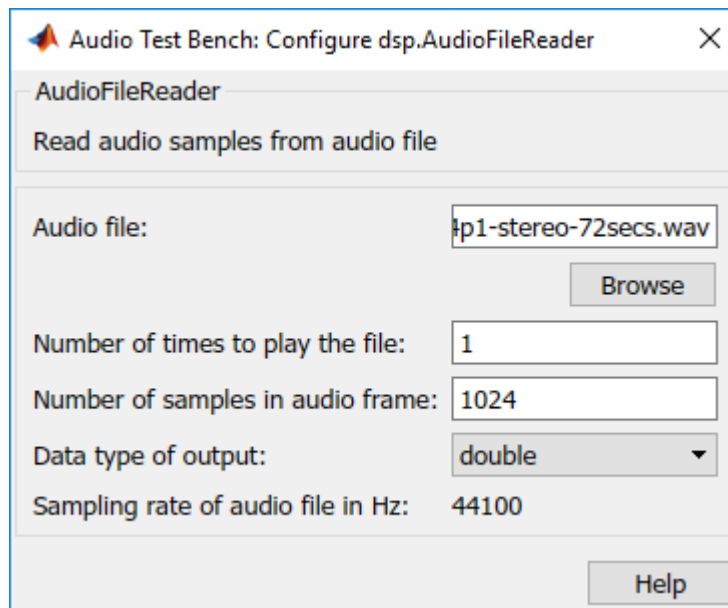 Audio Test Bench: Configure dsp.AudioFileReader
AudioFileReader
Read audio samples from audio file
Audio file: 4p1-stereo-72secs.wav
Browse
Number of times to play the file: 1
Number of samples in audio frame: 1024
Data type of output: double
Sampling rate of audio file in Hz: 44100
Help